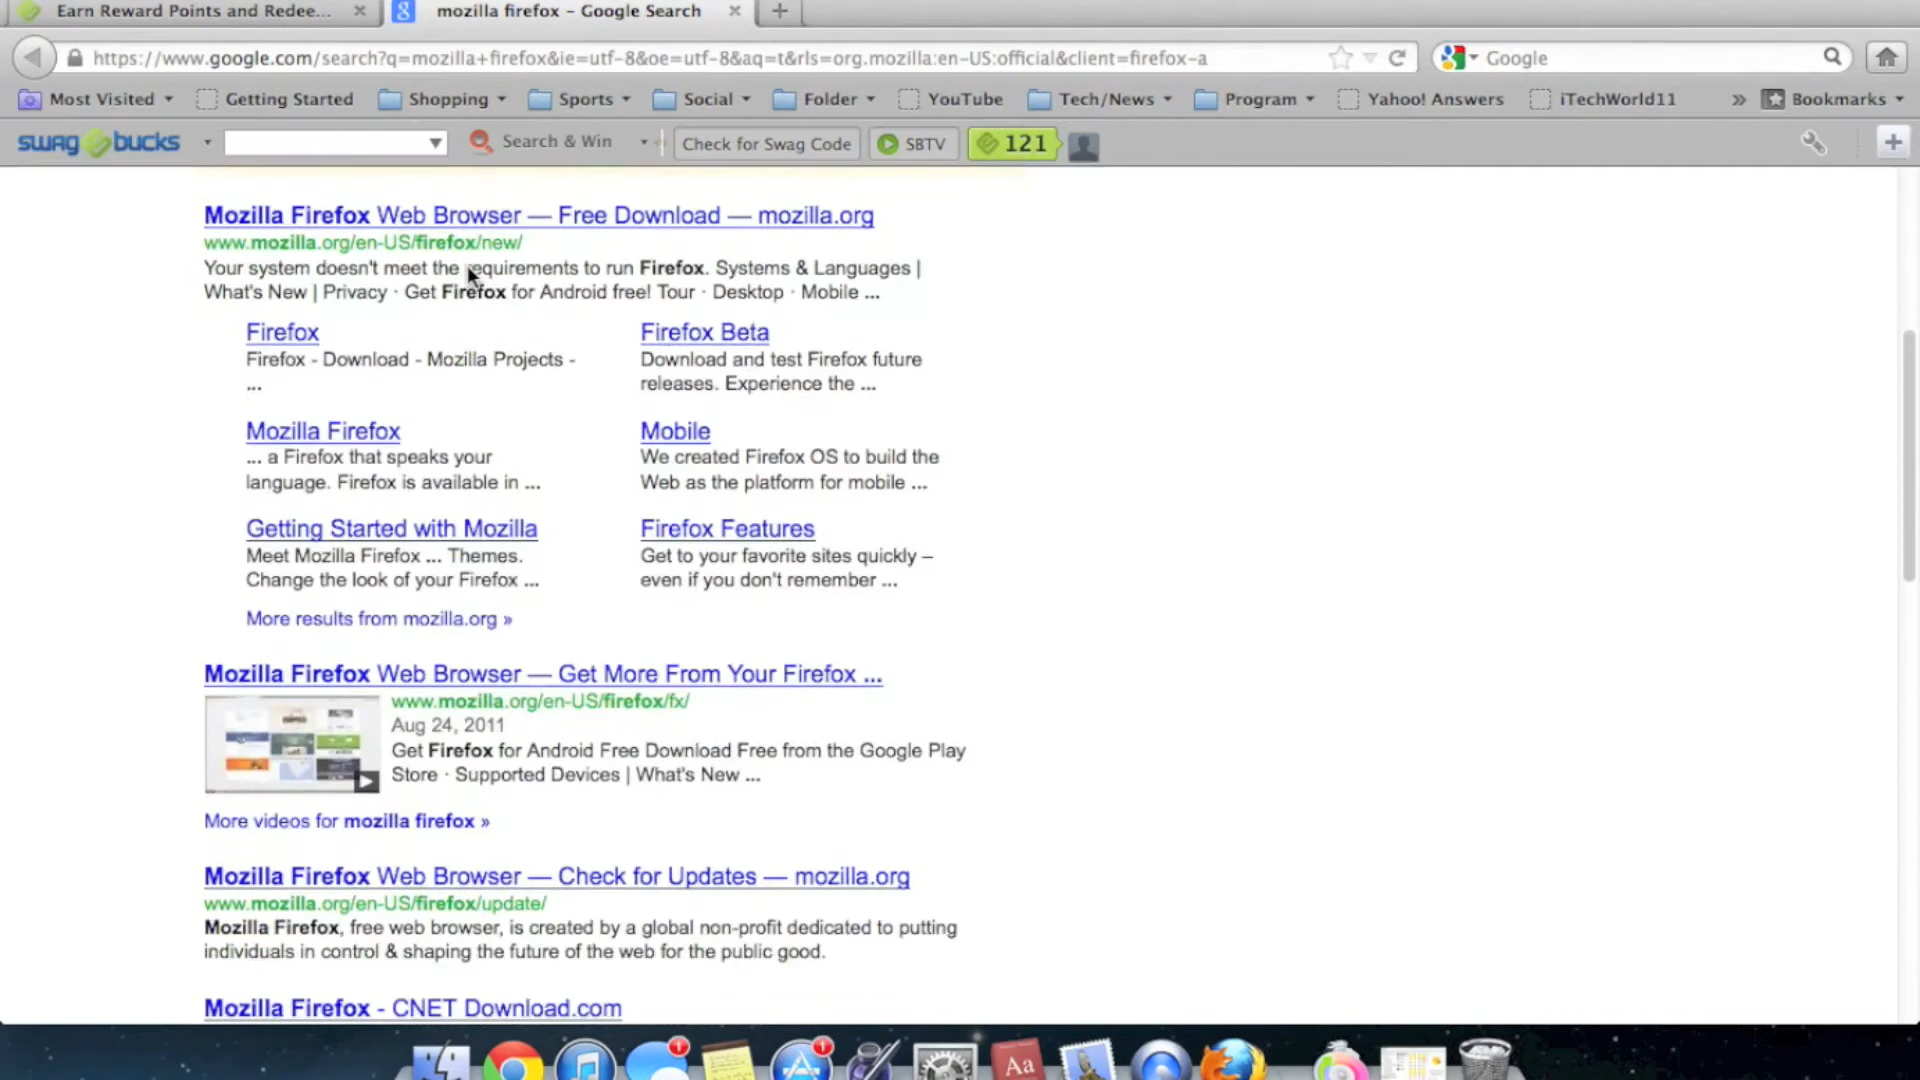 Earn Reward Points and Redee...
mozilla firefox - Google Search
https://www.google.com/search?q=mozilla+firefox&ie=utf-8&oe=utf-8&aq=t&rls=org.mozilla:en-US:official&client=firefox-a
Google
Most Visited Getting Started Shopping Sports Social Folder YouTube Tech/News Program Yahoo! Answers iTechWorld11 » Bookmarks
swagbucks Search & Win Check for Swag Code SBTV 121
Mozilla Firefox Web Browser — Free Download — mozilla.org
www.mozilla.org/en-US/firefox/new/
Your system doesn't meet the requirements to run Firefox. Systems & Languages |
What's New | Privacy · Get Firefox for Android free! Tour · Desktop · Mobile ...
Firefox
Firefox - Download - Mozilla Projects -
...
Firefox Beta
Download and test Firefox future
releases. Experience the ...
Mozilla Firefox
... a Firefox that speaks your
language. Firefox is available in ...
Mobile
We created Firefox OS to build the
Web as the platform for mobile ...
Getting Started with Mozilla
Meet Mozilla Firefox ... Themes.
Change the look of your Firefox ...
Firefox Features
Get to your favorite sites quickly –
even if you don't remember ...
More results from mozilla.org »
Mozilla Firefox Web Browser — Get More From Your Firefox ...
www.mozilla.org/en-US/firefox/fx/
Aug 24, 2011
Get Firefox for Android Free Download Free from the Google Play
Store · Supported Devices | What's New ...
More videos for mozilla firefox »
Mozilla Firefox Web Browser — Check for Updates — mozilla.org
www.mozilla.org/en-US/firefox/update/
Mozilla Firefox, free web browser, is created by a global non-profit dedicated to putting
individuals in control & shaping the future of the web for the public good.
Mozilla Firefox - CNET Download.com
1
1
Aa